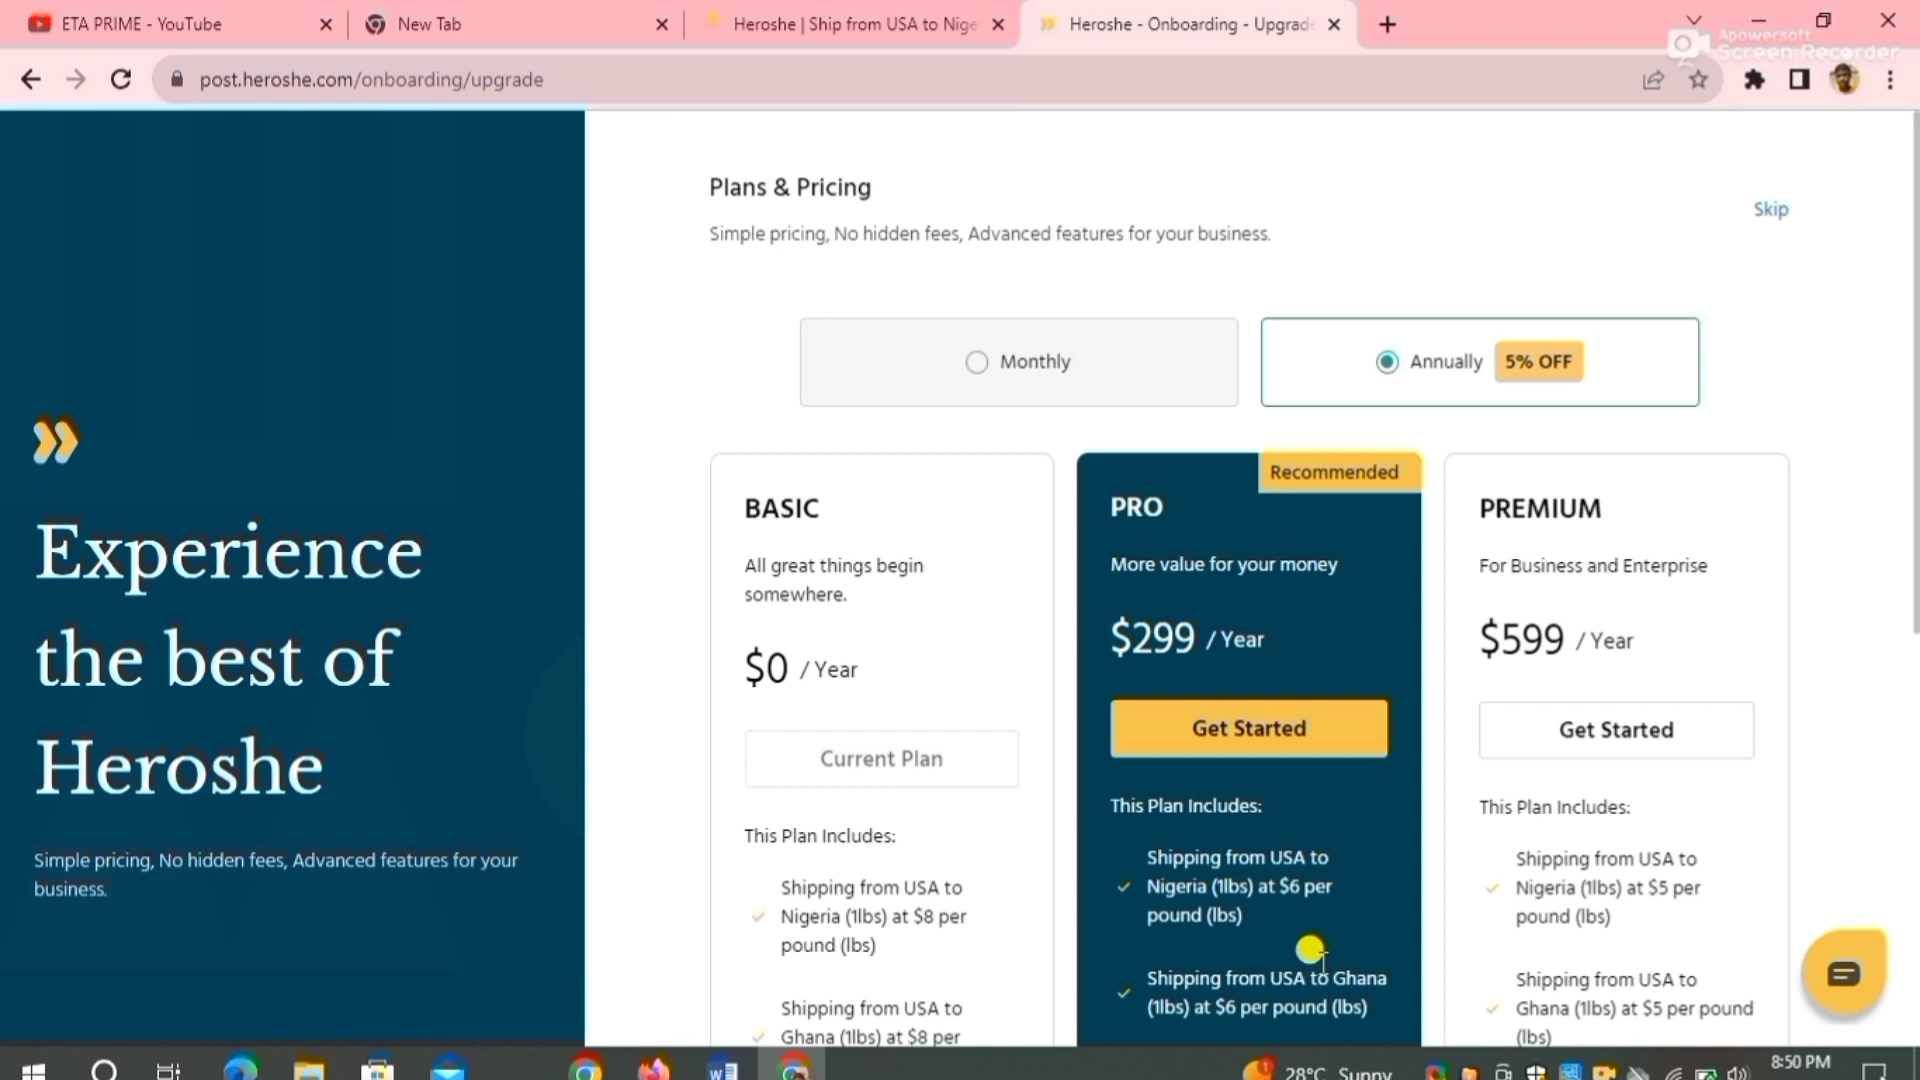 ETA PRIME - YouTube
New Tab
Heroshe | Ship from USA to Nige
Heroshe - Onboarding - Upgrade
Apowersoft
Screen Recorder
post.heroshe.com/onboarding/upgrade
Plans & Pricing
Skip
Simple pricing, No hidden fees, Advanced features for your business.
Monthly
Annually
5% OFF
Experience
the best of
Heroshe
Simple pricing, No hidden fees, Advanced features for your
business.
BASIC
All great things begin
somewhere.
$0 / Year
Current Plan
This Plan Includes:
Shipping from USA to
Nigeria (1lbs) at $8 per
pound (lbs)
Shipping from USA to
Ghana (1lbs) at $8 per
Recommended
PRO
More value for your money
$299 / Year
Get Started
This Plan Includes:
Shipping from USA to
Nigeria (1lbs) at $6 per
pound (lbs)
Shipping from USA to Ghana
(1lbs) at $6 per pound (lbs)
PREMIUM
For Business and Enterprise
$599 / Year
Get Started
This Plan Includes:
Shipping from USA to
Nigeria (1lbs) at $5 per
pound (lbs)
Shipping from USA to
Ghana (1lbs) at $5 per pound
(lbs)
28°C Sunny
8:50 PM